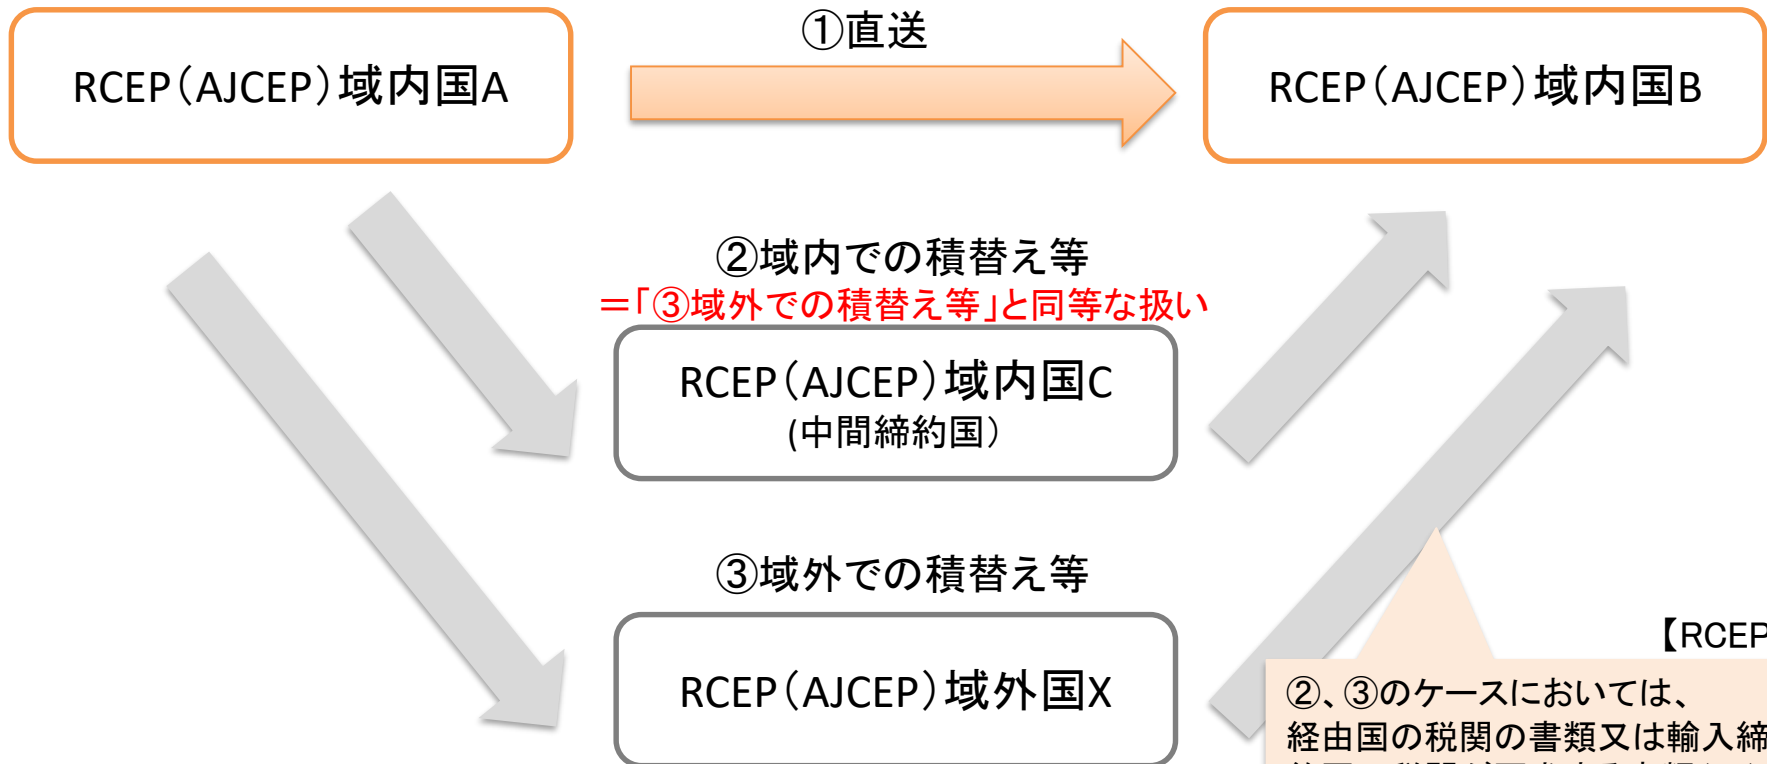 ①直送
RCEP（AJCEP）域内国A
RCEP（AJCEP）域内国B
②域内での積替え等
＝「③域外での積替え等」と同等な扱い
RCEP（AJCEP）域内国C
(中間締約国）
③域外での積替え等
RCEP（AJCEP）域外国X
【RCEP
②、③のケースにおいては、
経由国の税関の書類又は輸入締